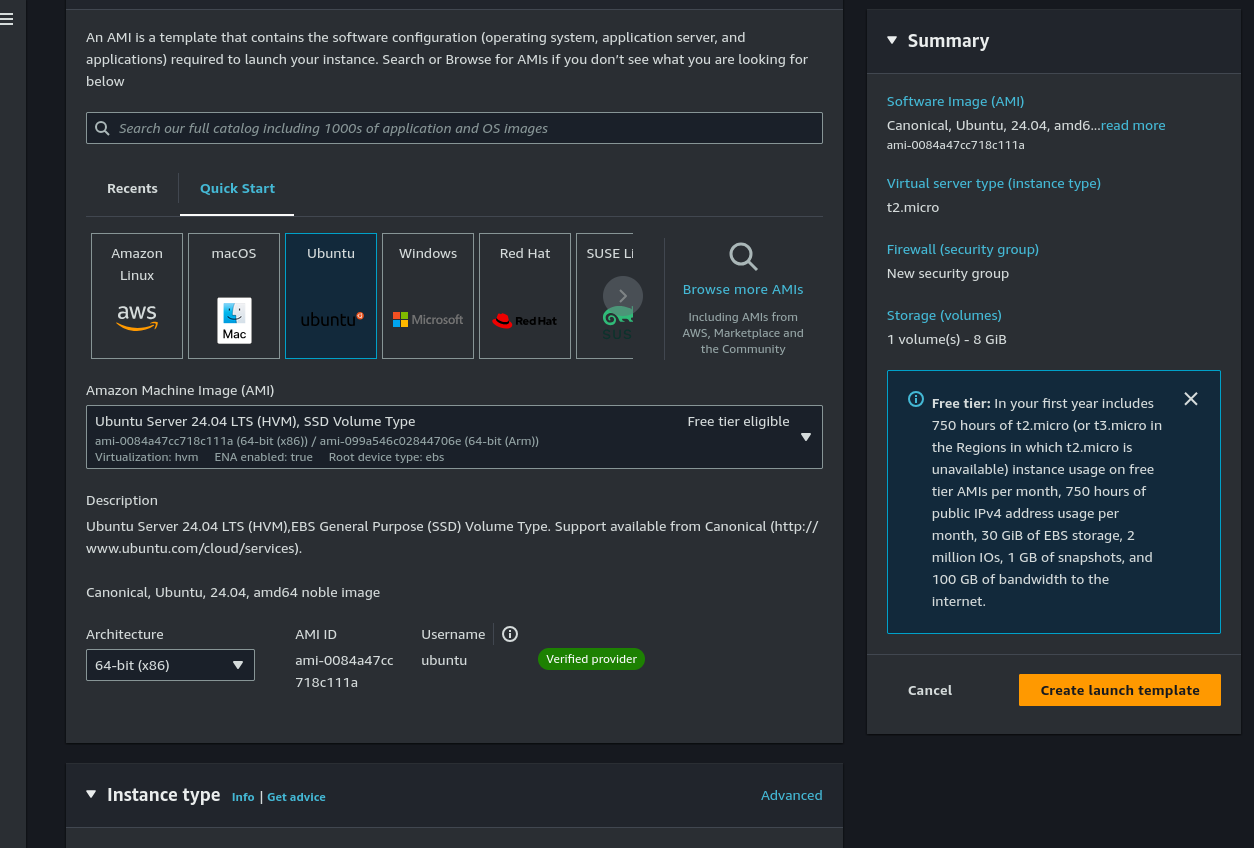 An AMI is a template that contains the software configuration (operating system, application server, and
applications) required to launch your instance. Search or Browse for AMIs if you don’t see what you are looking for
below
Search our full catalog including 1000s of application and OS images
Recents
Quick Start
Amazon
Linux
aws
macOS
Mac
Ubuntu
ubuntu
Windows
Microsoft
Red Hat
Red Hat
SUSE Li
SUS
Browse more AMIs
Including AMIs from
AWS, Marketplace and
the Community
Amazon Machine Image (AMI)
Ubuntu Server 24.04 LTS (HVM), SSD Volume Type
Free tier eligible
ami-0084a47cc718c111a (64-bit (x86)) / ami-099a546c02844706e (64-bit (Arm))
Virtualization: hvm ENA enabled: true Root device type: ebs
Description
Ubuntu Server 24.04 LTS (HVM),EBS General Purpose (SSD) Volume Type. Support available from Canonical (http://
www.ubuntu.com/cloud/services).
Canonical, Ubuntu, 24.04, amd64 noble image
Architecture
64-bit (x86)
AMI ID
ami-0084a47cc
718c111a
Username
ubuntu
Verified provider
Instance type Info | Get advice
Advanced
Summary
Software Image (AMI)
Canonical, Ubuntu, 24.04, amd6...read more
ami-0084a47cc718c111a
Virtual server type (instance type)
t2.micro
Firewall (security group)
New security group
Storage (volumes)
1 volume(s) - 8 GiB
Free tier: In your first year includes
750 hours of t2.micro (or t3.micro in
the Regions in which t2.micro is
unavailable) instance usage on free
tier AMIs per month, 750 hours of
public IPv4 address usage per
month, 30 GiB of EBS storage, 2
million IOs, 1 GB of snapshots, and
100 GB of bandwidth to the
internet.
Cancel
Create launch template